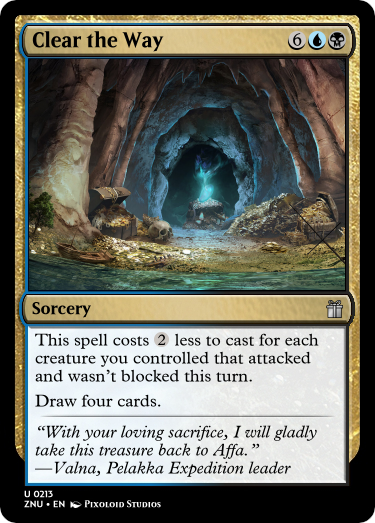 Clear the Way 6
Sorcery
This spell costs 2 less to cast for each
creature you controlled that attacked
and wasn't blocked this turn.
Draw four cards.
"With your loving sacrifice, I will gladly
take this treasure back to Affa."
—Valna, Pelakka Expedition leader
U 0213
ZNU • EN Pixoloid Studios